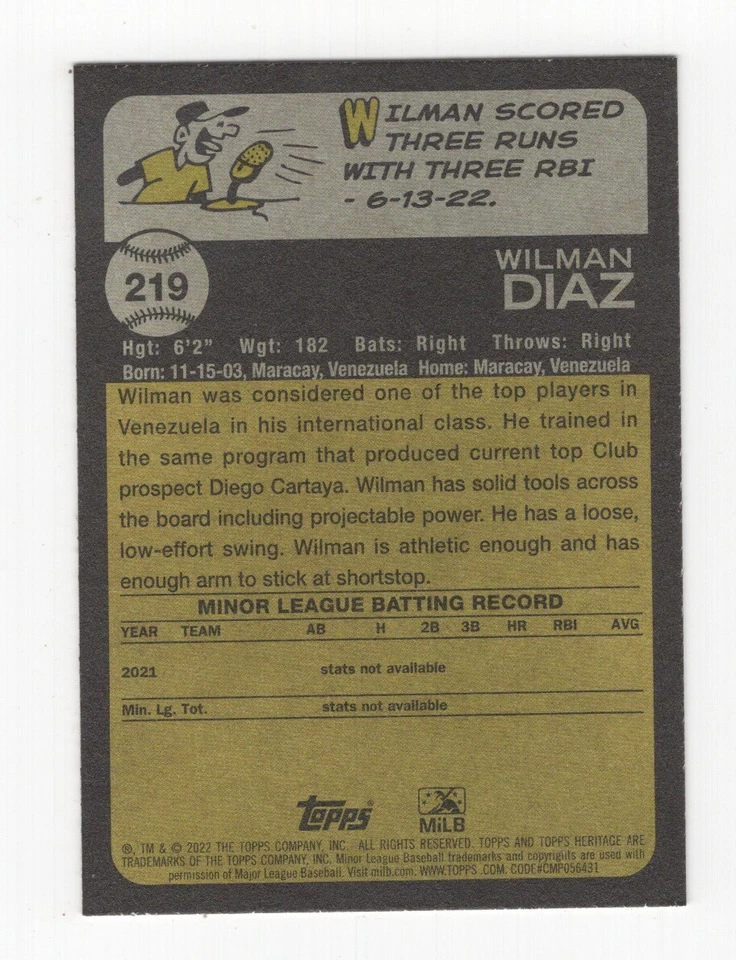 WILMAN SCORED
THREE RUNS
WITH THREE RBI
- 6-13-22.
219
WILMAN
DIAZ
Hgt: 6'2" Wgt: 182 Bats: Right Throws: Right
Born: 11-15-03, Maracay, Venezuela Home: Maracay, Venezuela
Wilman was considered one of the top players in
Venezuela in his international class. He trained in
the same program that produced current top Club
prospect Diego Cartaya. Wilman has solid tools across
the board including projectable power. He has a loose,
low-effort swing. Wilman is athletic enough and has
enough arm to stick at shortstop.
MINOR LEAGUE BATTING RECORD
YEAR TEAM AB H 2B 3B HR RBI AVG
2021 stats not available
Min. Lg. Tot. stats not available
topps MiLB
®, TM & © 2022 THE TOPPS COMPANY, INC. ALL RIGHTS RESERVED. TOPPS AND TOPPS HERITAGE ARE
TRADEMARKS OF THE TOPPS COMPANY, INC. Minor League Baseball trademarks and copyrights are used with
permission of Major League Baseball. Visit milb.com. WWW.TOPPS .COM. CODE#CMP056431